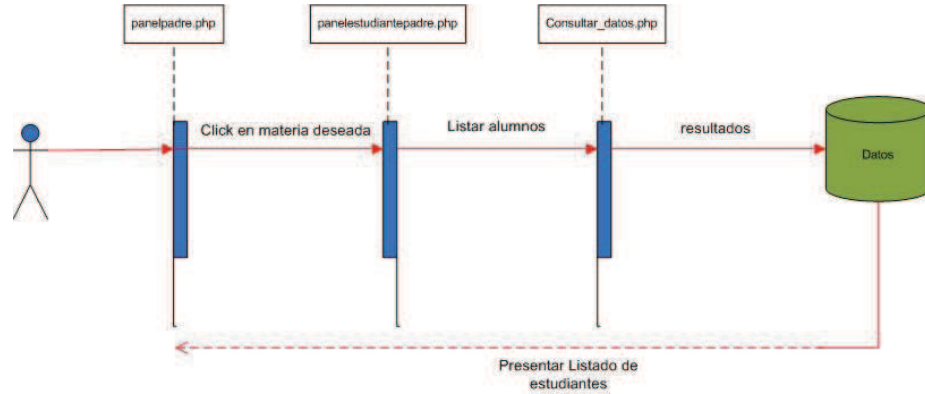 panelpadre.php
panelestudiantepadre.php
Consultar_datos.php
Click en materia deseada
Listar alumnos
resultados
Datos
Presentar Listado de
estudiantes